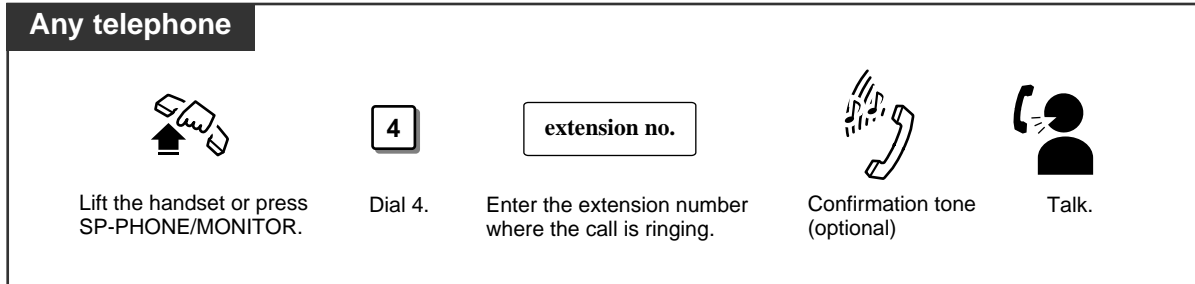 Any telephone
4
extension no.
Lift the handset or press
SP-PHONE/MONITOR.
Dial 4.
Enter the extension number
where the call is ringing.
Confirmation tone
(optional)
Talk.